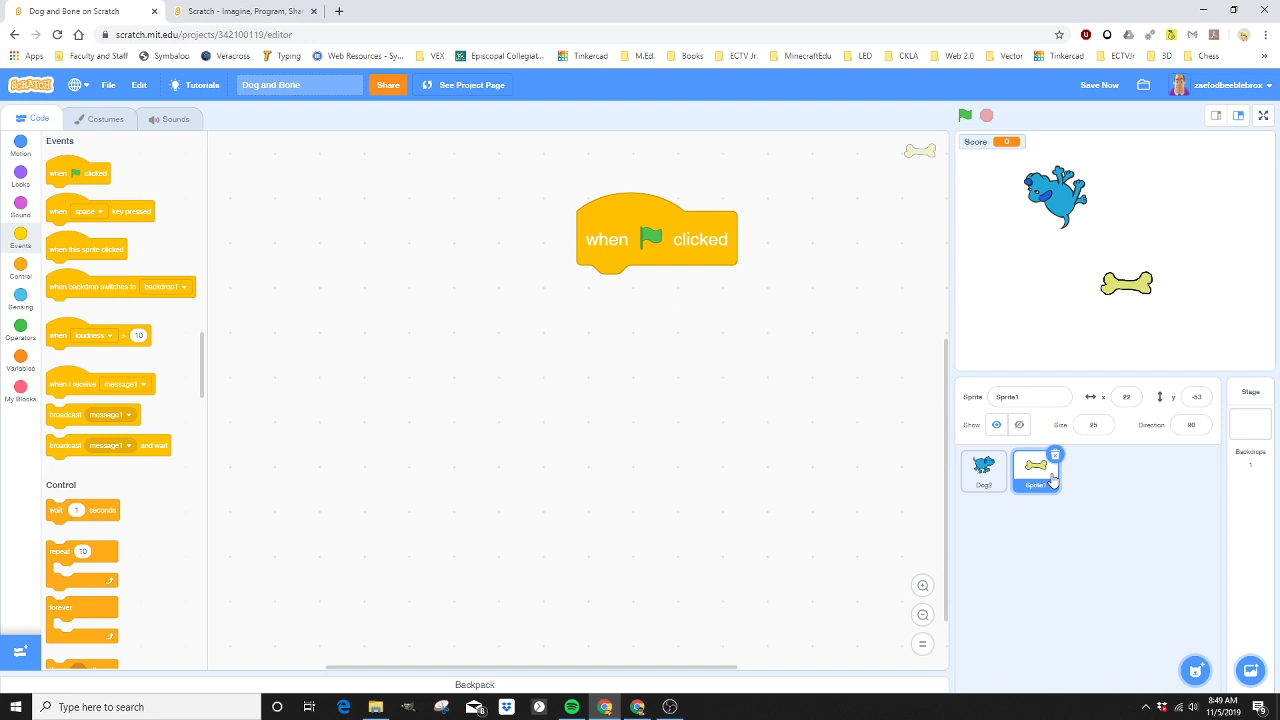 Dog and Bone on Scratch
Scratch - Imagine, Program, Sha
scratch.mit.edu/projects/342100119/editor
Apps Faculty and Staff Symbaloo Veracross Typing Web Resources - Sy... VEX Episcopal Collegiat... Tinkercad M.Ed. Books ECTV Jr. MinecraftEdu LED CKLA Web 2.0 Vector Tinkercad ECTVJr 3D Chess »
SCRATCH File Edit Tutorials Dog and Bone Share See Project Page Save Now zaefodbeeblebrox
Code Costumes Sounds
Motion
Looks
Sound
Events
Control
Sensing
Operators
Variables
My Blocks
Events
when clicked
when space key pressed
when this sprite clicked
when backdrop switches to backdrop1
when loudness > 10
when I receive message1
broadcast message1
broadcast message1 and wait
Control
wait 1 seconds
repeat 10
forever
when clicked
Score 0
Sprite Sprite1 x 22 y -53
Show Size 25 Direction 90
Dog2
Sprite1
Stage
Backdrops
1
Backpack
Type here to search
8:49 AM
11/5/2019